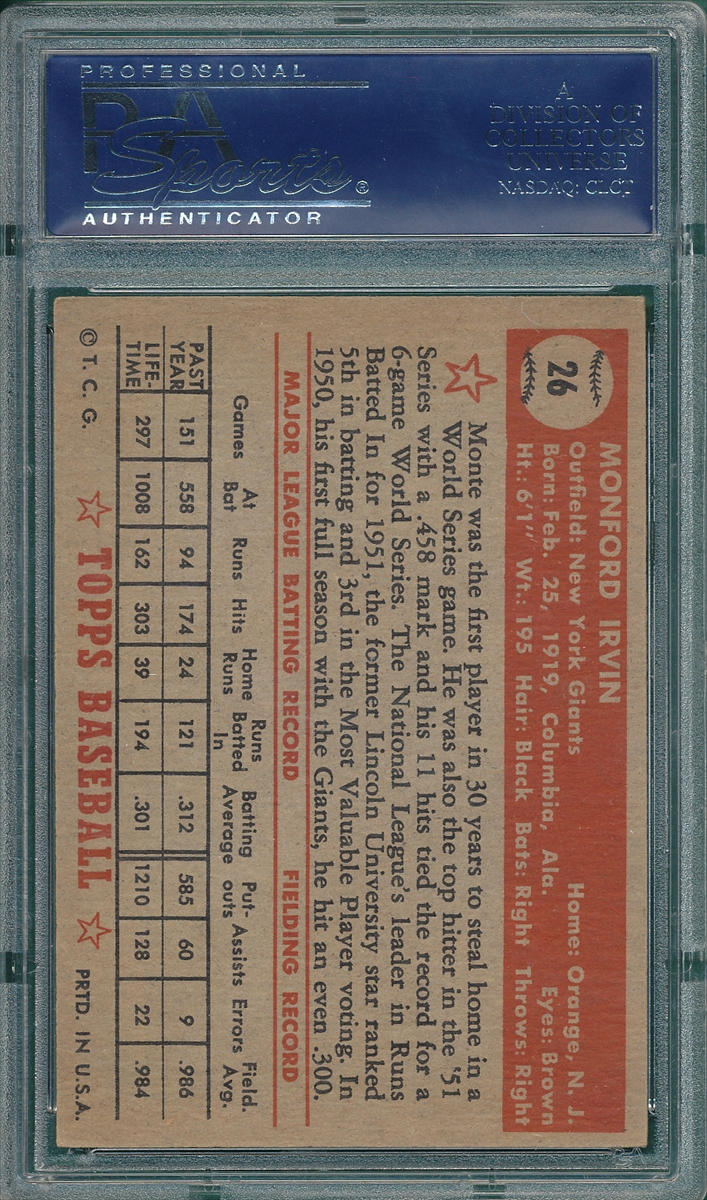 PROFESSIONAL
PSA
Sports®
AUTHENTICATOR
A
DIVISION OF
COLLECTORS
UNIVERSE
NASDAQ: CLCT
26
MONFORD IRVIN
Outfield: New York Giants Home: Orange, N. J.
Born: Feb. 25, 1919, Columbia, Ala. Eyes: Brown
Ht.: 6'1" Wt.: 195 Hair: Black Bats: Right Throws: Right
Monte was the first player in 30 years to steal home in a
World Series game. He was also the top hitter in the '51
Series with a .458 mark and his 11 hits tied the record for a
6-game World Series. The National League's leader in Runs
Batted In for 1951, the former Lincoln University star ranked
5th in batting and 3rd in the Most Valuable Player voting. In
1950, his first full season with the Giants, he hit an even .300.
MAJOR LEAGUE BATTING RECORD FIELDING RECORD
Games At Bat Runs Hits Home Runs Runs Batted In Batting Average Put-outs Assists Errors Field. Avg.
PAST YEAR 151 558 94 174 24 121 .312 585 60 9 .986
LIFE-TIME 297 1008 162 303 39 194 .301 1210 128 22 .984
© T. C. G. TOPPS BASEBALL PRTD. IN U.S.A.